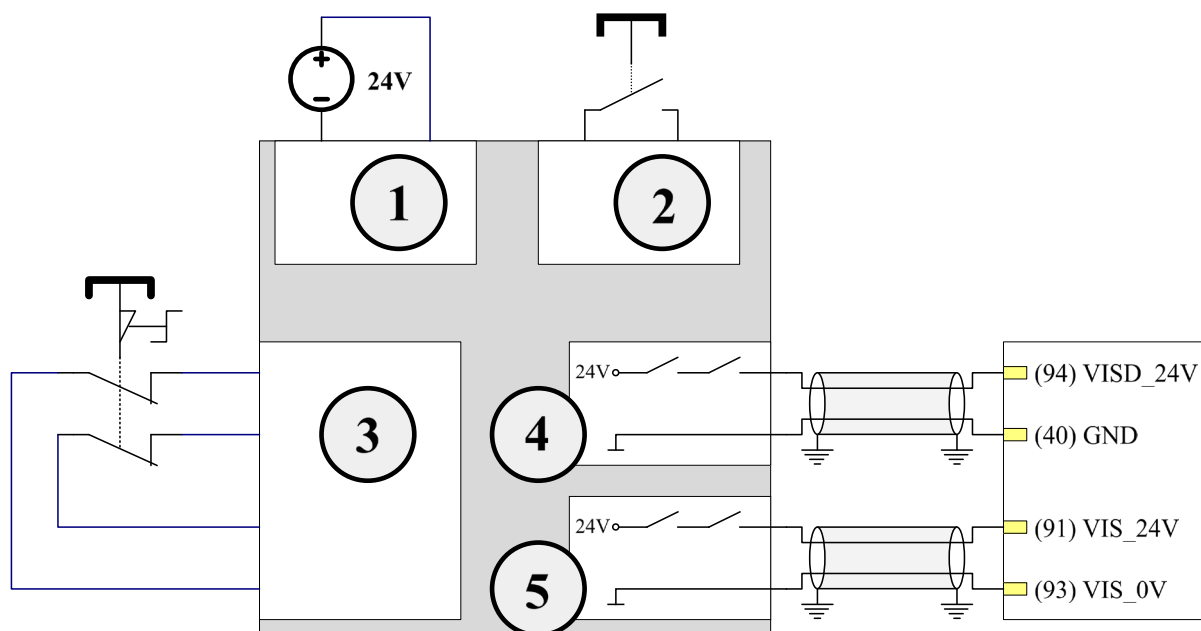 24V
1
2
3
24V
(94) VISD_24V
4
(40) GND
24V
(91) VIS_24V
5
(93) VIS_0V